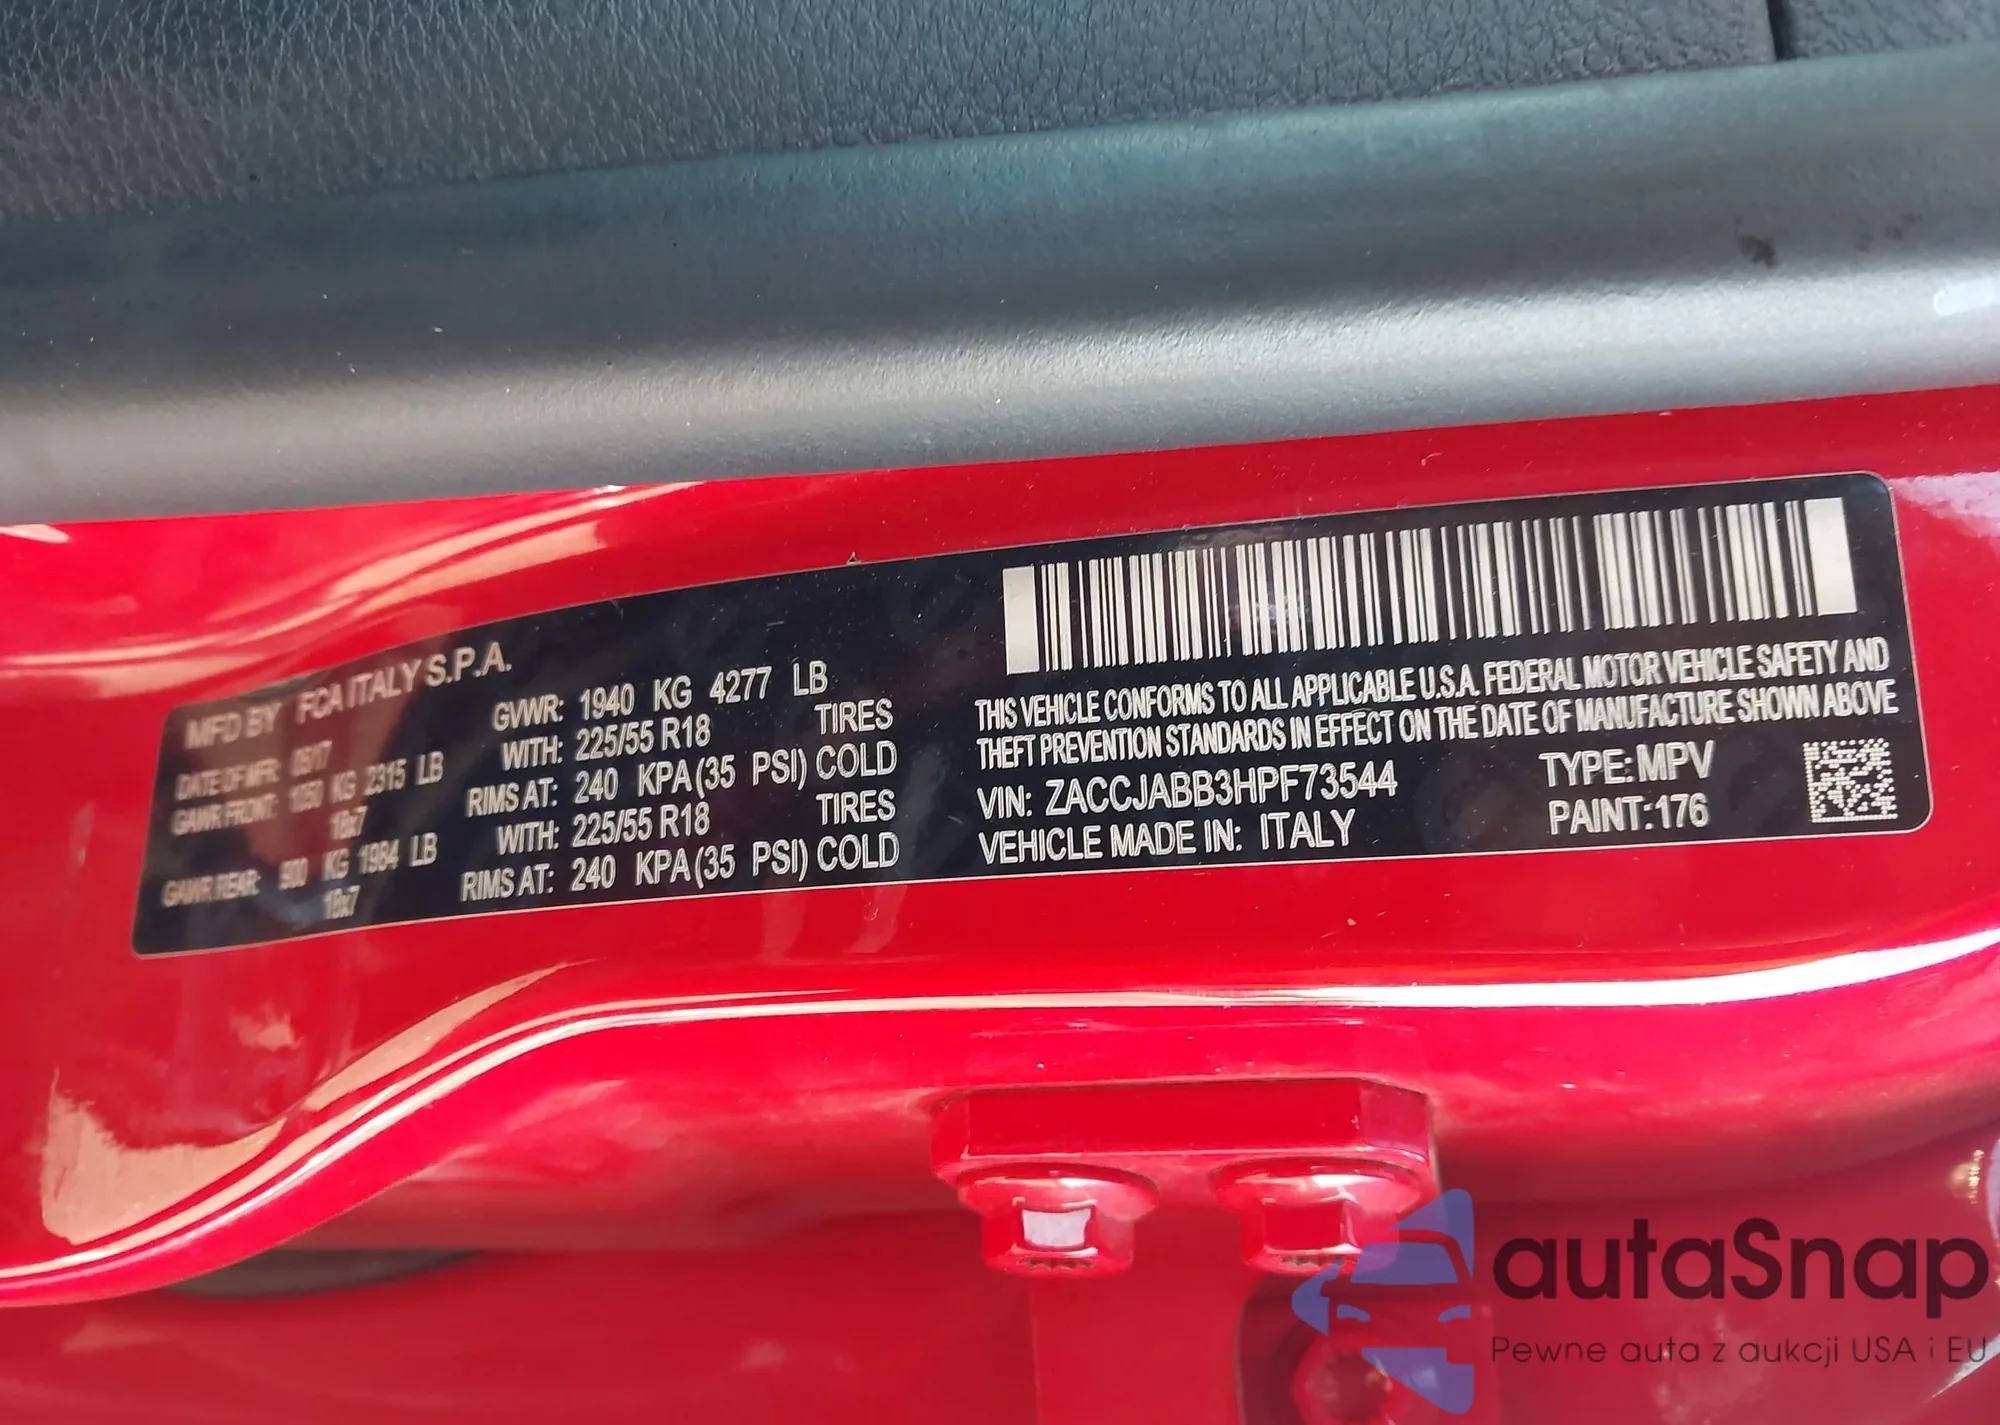 MFD BY FCA ITALY S.P.A.
DATE OF MFR: 05/17 GVWR: 1940 KG 4277 LB
GAWR FRONT: 1050 KG 2315 LB WITH: 225/55 R18 TIRES
18x7 RIMS AT: 240 KPA(35 PSI) COLD
GAWR REAR: 900 KG 1984 LB WITH: 225/55 R18 TIRES
18x7 RIMS AT: 240 KPA(35 PSI) COLD
THIS VEHICLE CONFORMS TO ALL APPLICABLE U.S.A. FEDERAL MOTOR VEHICLE SAFETY AND
THEFT PREVENTION STANDARDS IN EFFECT ON THE DATE OF MANUFACTURE SHOWN ABOVE
VIN: ZACCJABB3HPF73544 TYPE: MPV
VEHICLE MADE IN: ITALY PAINT: 176
autaSnap
Pewne auta z aukcji USA i EU